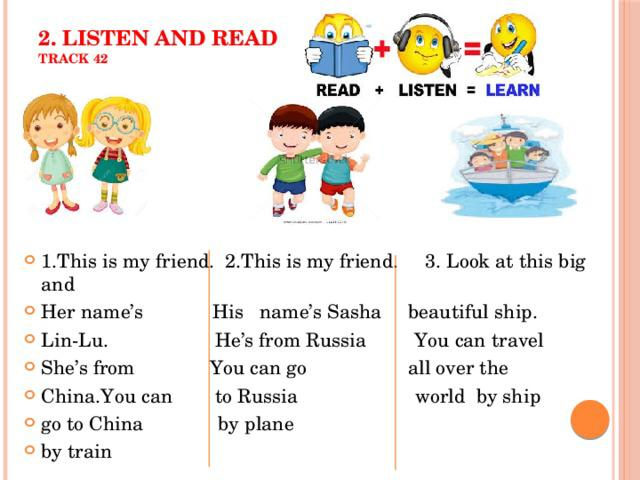 2. LISTEN AND READ
TRACK 42
READ + LISTEN = LEARN
1.This is my friend. 2.This is my friend. 3. Look at this big
and
Her name’s His name’s Sasha beautiful ship.
Lin-Lu. He’s from Russia You can travel
She’s from You can go all over the
China.You can to Russia world by ship
go to China by plane
by train